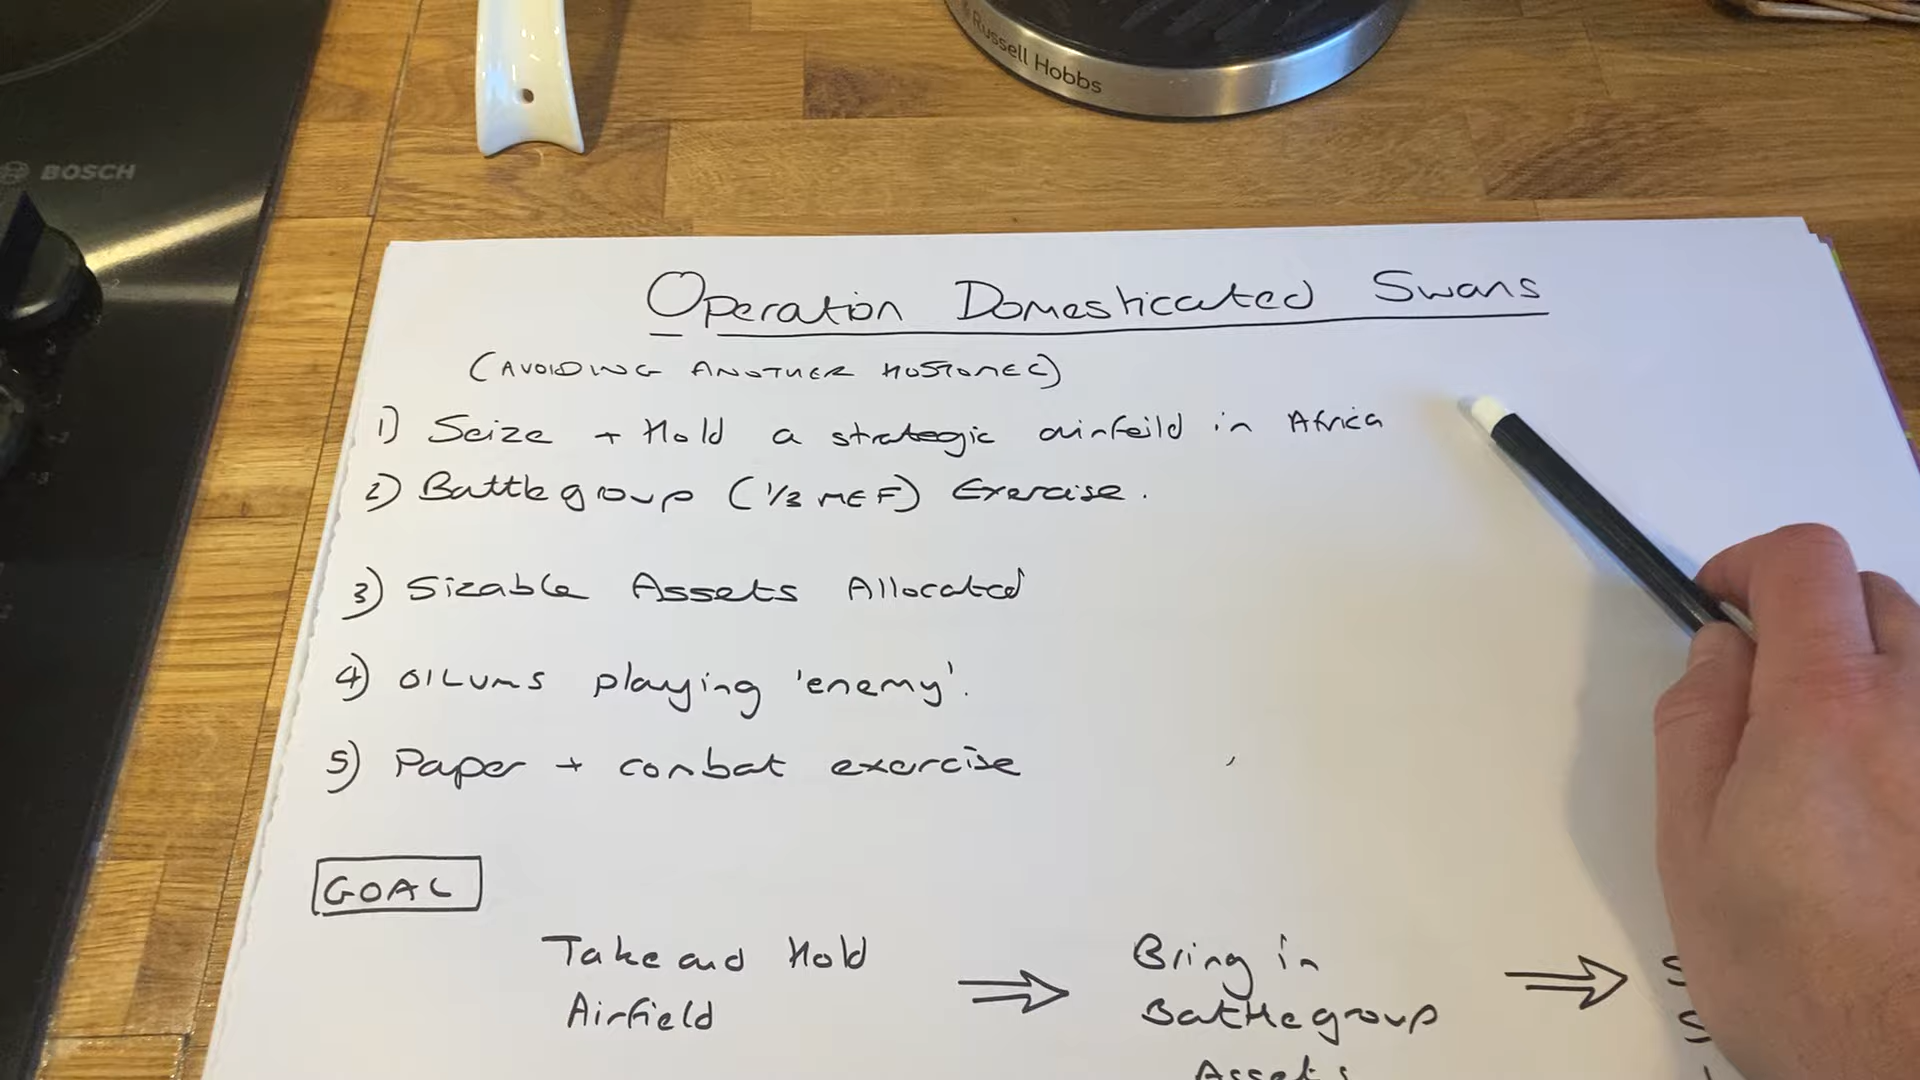 Russell Hobbs
BOSCH
Operation Domesticated Swans
(AVOIDING ANOTHER HOSTOMEL)
1) Seize + Hold a strategic airfeild in Africa
2) Battlegroup (1/3 MEF) Exercise.
3) Sizable Assets Allocated
4) playing 'enemy'.
5) Paper + combat exercise
GOAL
Take and Hold
Airfield
⇒
Bring in
Battlegroup
Assets
⇒
S
S